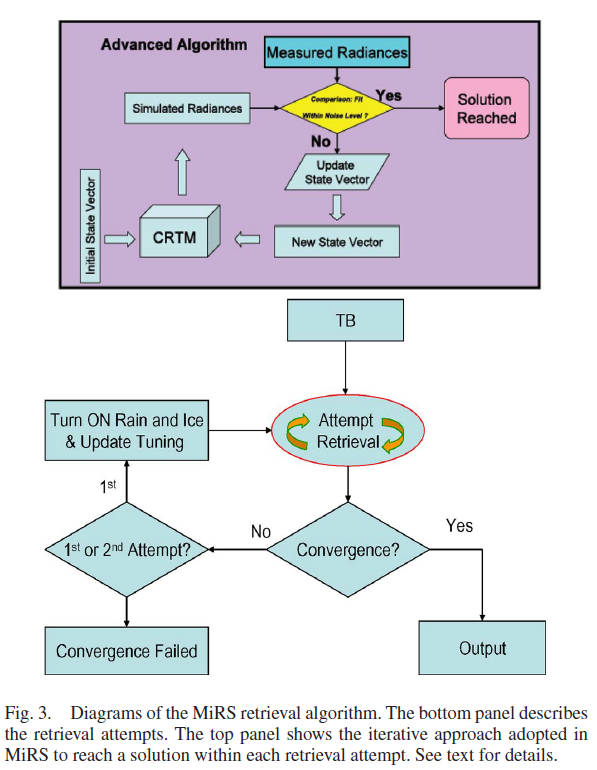 Advanced Algorithm
Measured Radiances
Simulated Radiances
Comparison: Fit
Within Noise Level ?
Yes
Solution
Reached
No
Update
State Vector
Initial State Vector
CRTM
New State Vector
TB
Turn ON Rain and Ice
& Update Tuning
Attempt
Retrieval
1st
1st or 2nd Attempt?
No
Convergence?
Yes
Convergence Failed
Output
Fig. 3. Diagrams of the MiRS retrieval algorithm. The bottom panel describes
the retrieval attempts. The top panel shows the iterative approach adopted in
MiRS to reach a solution within each retrieval attempt. See text for details.